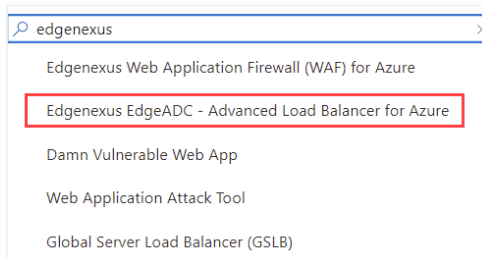 edgenexus
Edgenexus Web Application Firewall (WAF) for Azure
Edgenexus EdgeADC - Advanced Load Balancer for Azure
Damn Vulnerable Web App
Web Application Attack Tool
Global Server Load Balancer (GSLB)